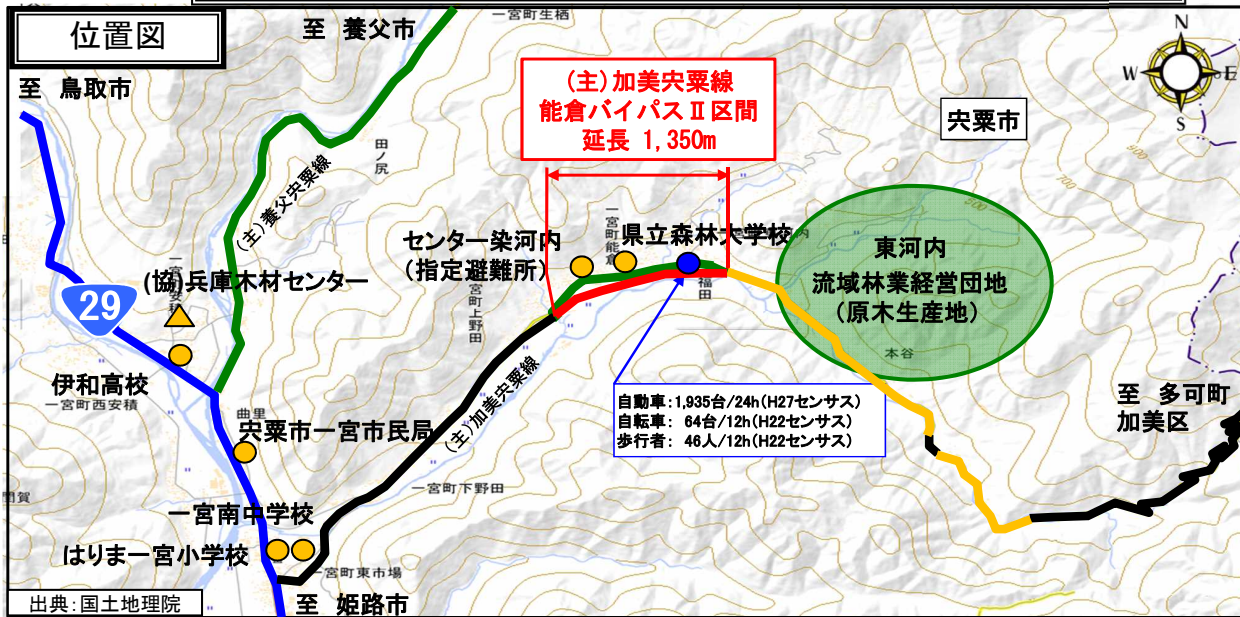 位置図
一宮町生栖
至 養父市
至 鳥取市
N
W
E
S
(主)加美宍粟線
能倉バイパスⅡ区間
延長 1,350m
宍粟市
田ノ尻
(主)養父宍粟線
センター染河内
(指定避難所)
一宮町能倉
県立森林大学校
東河内
流域林業経営団地
(原木生産地)
(協)兵庫木材センター
29
一宮町上野田
福田
本谷
500
700
伊和高校
一宮町西安積
自動車:1,935台/24h(H27センサス)
自転車: 64台/12h(H22センサス)
歩行者: 46人/12h(H22センサス)
至 多可町
加美区
曲里
宍粟市一宮市民局
(主)加美宍粟線
一宮町下野田
一宮南中学校
はりま一宮小学校
一宮町東市場
出典:国土地理院
至 姫路市